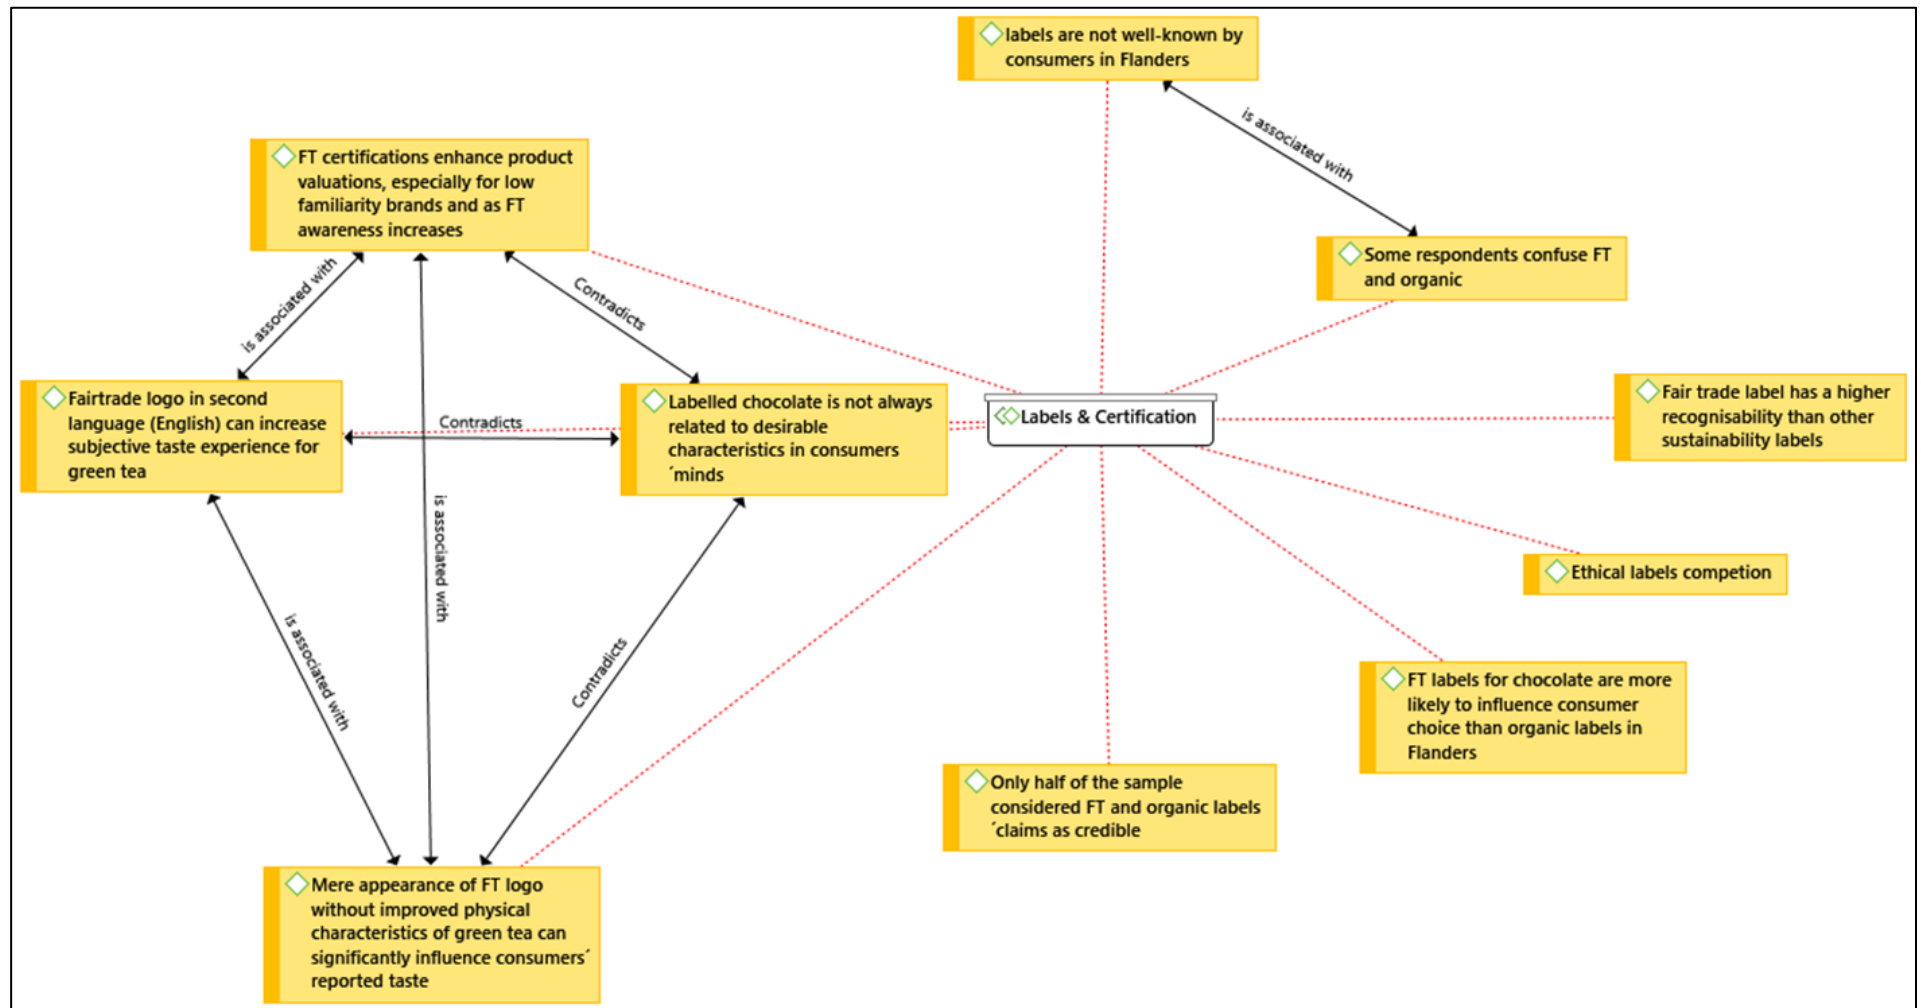 labels are not well-known by
consumers in Flanders
is associated with
FT certifications enhance product
valuations, especially for low
familiarity brands and as FT
awareness increases
Some respondents confuse FT
and organic
is associated with
Contradicts
Fairtrade logo in second
language (English) can increase
subjective taste experience for
green tea
Contradicts
Labelled chocolate is not always
related to desirable
characteristics in consumers
´minds
Labels & Certification
Fair trade label has a higher
recognisability than other
sustainability labels
is associated with
Ethical labels competion
is associated with
Contradicts
FT labels for chocolate are more
likely to influence consumer
choice than organic labels in
Flanders
Only half of the sample
considered FT and organic labels
´claims as credible
Mere appearance of FT logo
without improved physical
characteristics of green tea can
significantly influence consumers´
reported taste